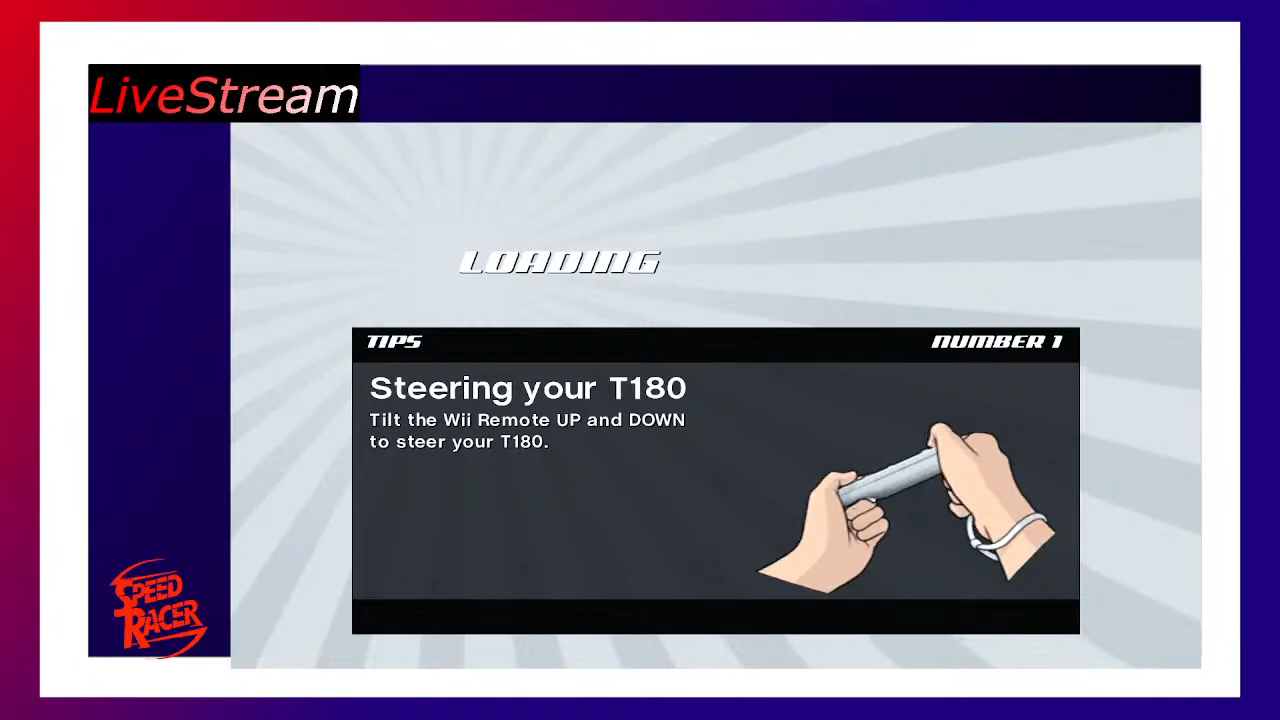 LiveStream
LOADING
TIPS
NUMBER 1
Steering your T180
Tilt the Wii Remote UP and DOWN
to steer your T180.
SPEED
RACER